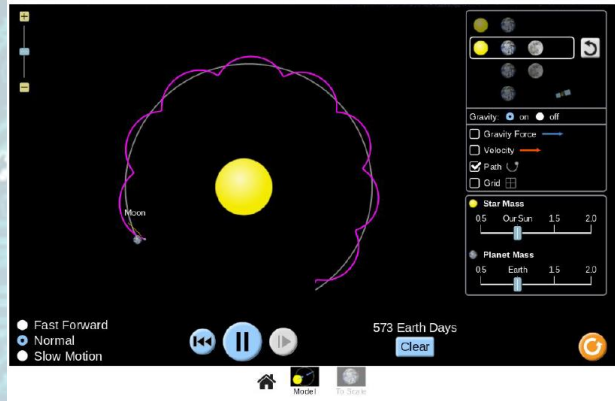 Gravity: on off
Gravity Force
Velocity
Path
Grid
Star Mass
0.5 Our Sun 1.5 2.0
Planet Mass
0.5 Earth 1.5 2.0
Moon
573 Earth Days
Clear
Fast Forward
Normal
Slow Motion
Model
To Scale